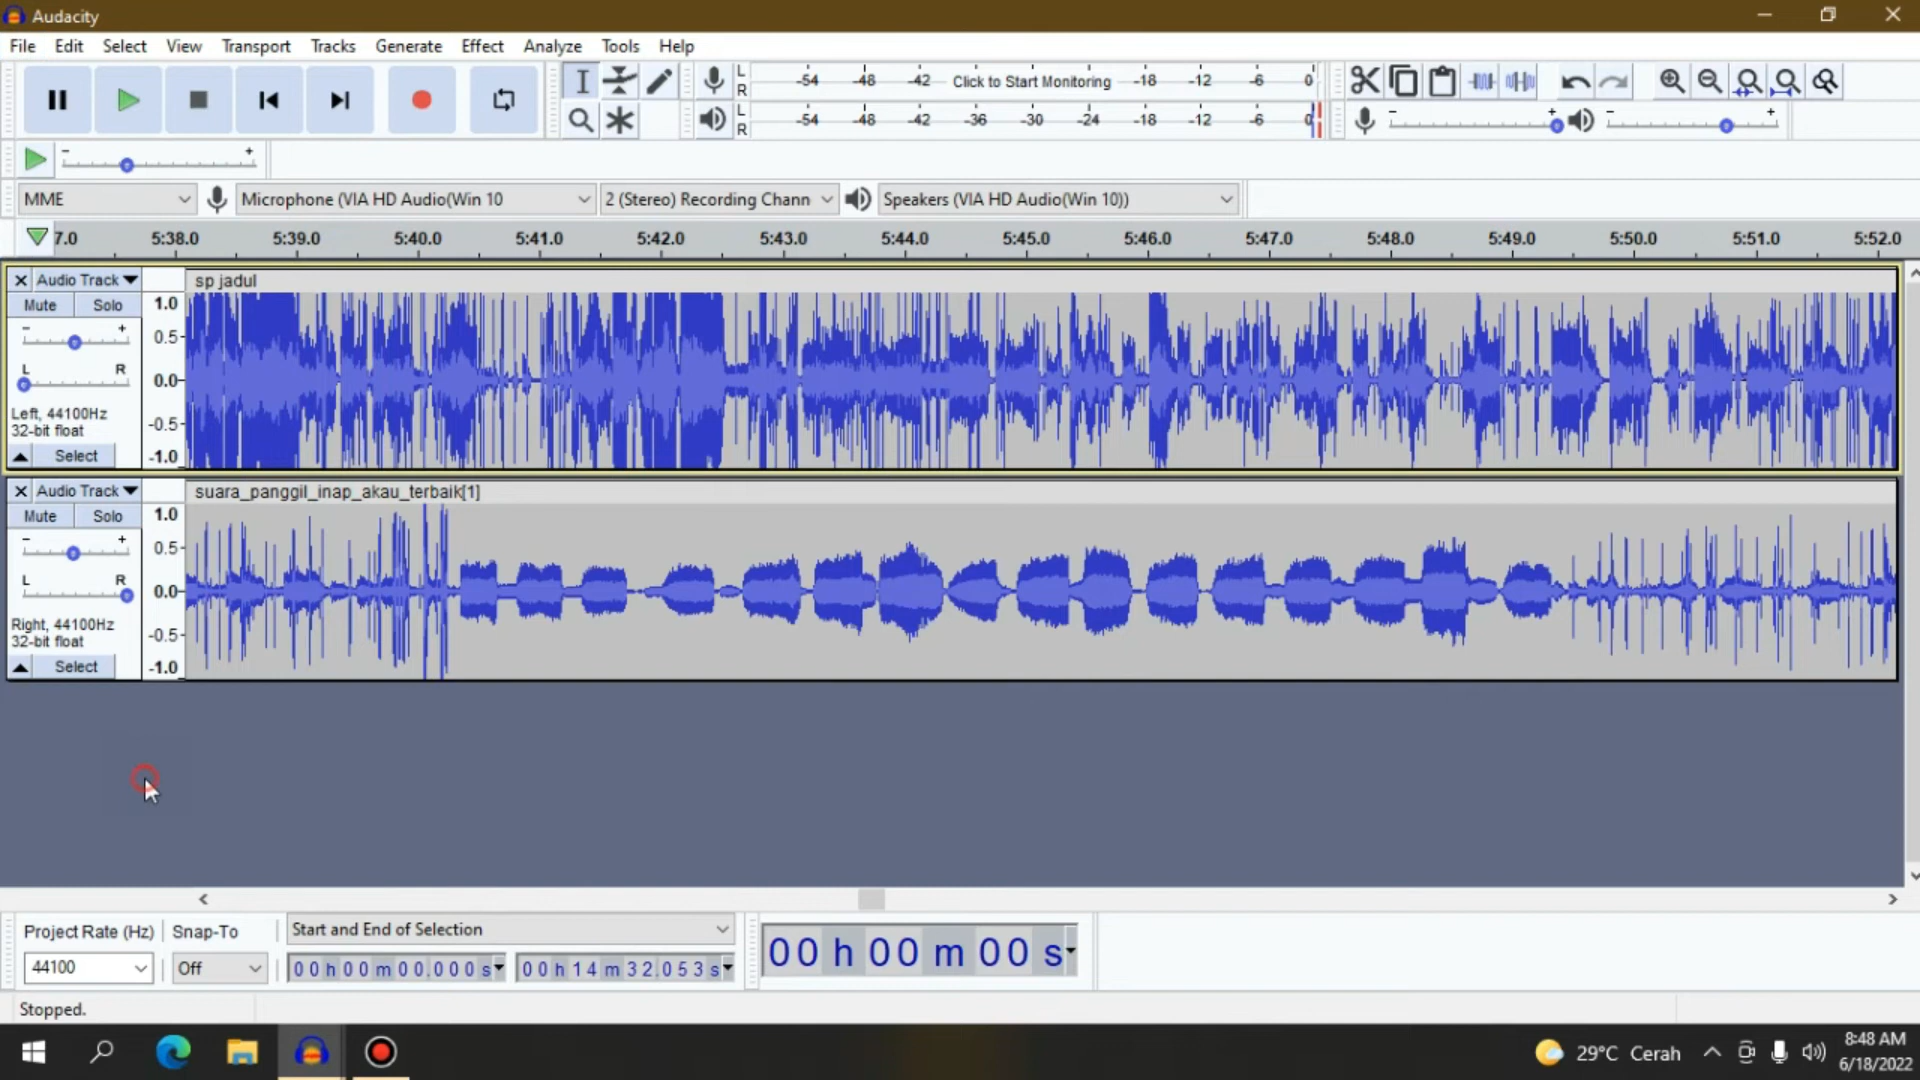 Audacity
File Edit Select View Transport Tracks Generate Effect Analyze Tools Help
L R -54 -48 -42 Click to Start Monitoring -18 -12 -6 0
L R -54 -48 -42 -36 -30 -24 -18 -12 -6 0
- + - +
- +
MME Microphone (VIA HD Audio(Win 10 2 (Stereo) Recording Chann Speakers (VIA HD Audio(Win 10))
7.0 5:38.0 5:39.0 5:40.0 5:41.0 5:42.0 5:43.0 5:44.0 5:45.0 5:46.0 5:47.0 5:48.0 5:49.0 5:50.0 5:51.0 5:52.0
Audio Track sp jadul
Mute Solo 1.0
- + 0.5
L R 0.0
Left, 44100Hz
32-bit float -0.5
Select -1.0
Audio Track suara_panggil_inap_akau_terbaik[1]
Mute Solo 1.0
- + 0.5
L R 0.0
Right, 44100Hz
32-bit float -0.5
Select -1.0
Project Rate (Hz) Snap-To Start and End of Selection
44100 Off 00 h 00 m 00.000 s 00 h 14 m 32.053 s 00 h 00 m 00 s
Stopped.
29°C Cerah 8:48 AM
6/18/2022